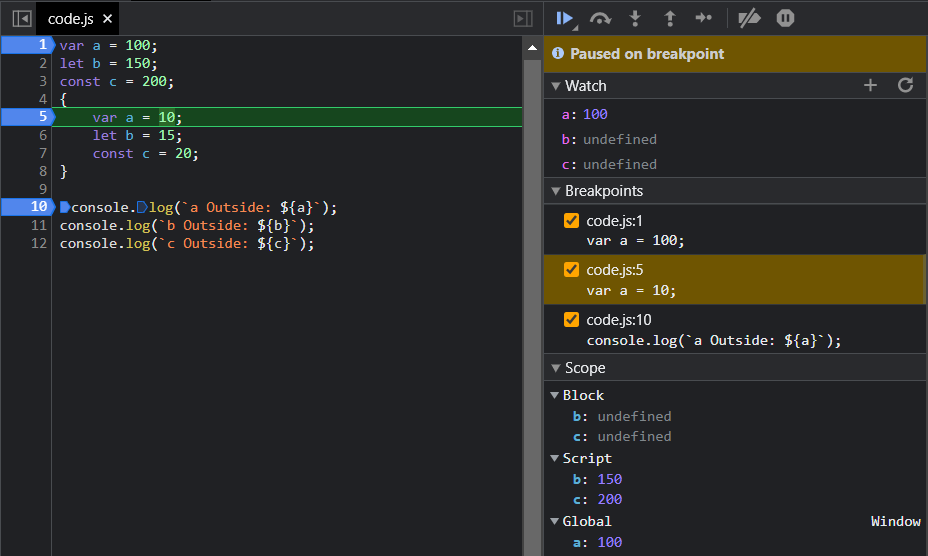 code.js ×
1 var a = 100;
2 let b = 150;
3 const c = 200;
4 {
5 var a = 10;
6 let b = 15;
7 const c = 20;
8 }
9
10 console.log(`a Outside: ${a}`);
11 console.log(`b Outside: ${b}`);
12 console.log(`c Outside: ${c}`);
Paused on breakpoint
Watch
a: 100
b: undefined
c: undefined
Breakpoints
code.js:1
var a = 100;
code.js:5
var a = 10;
code.js:10
console.log(`a Outside: ${a}`);
Scope
Block
b: undefined
c: undefined
Script
b: 150
c: 200
Global Window
a: 100